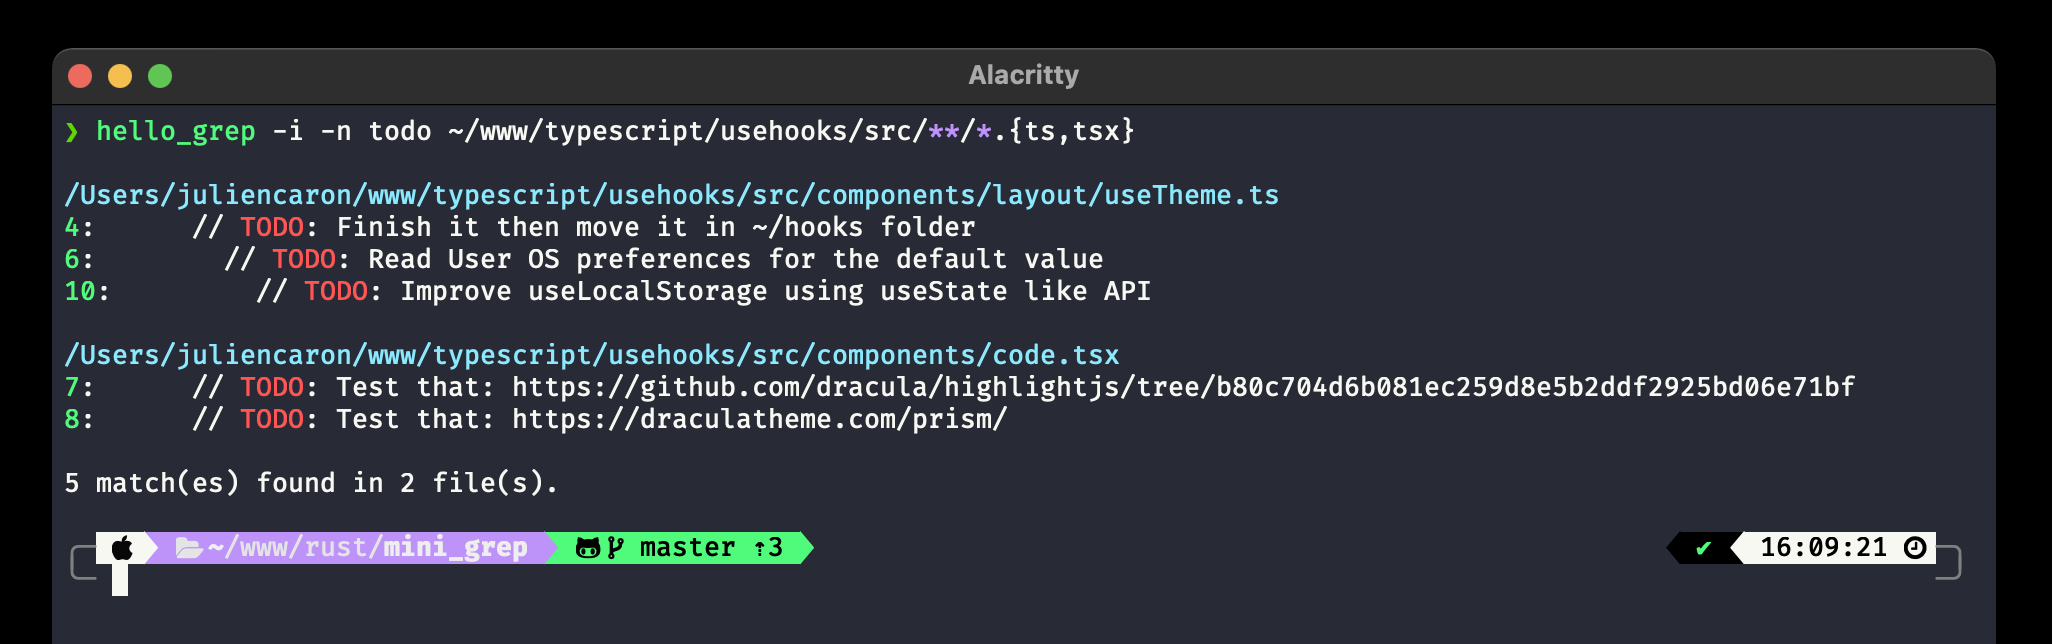 Alacritty
❯ hello_grep -i -n todo ~/www/typescript/usehooks/src/**/*.{ts,tsx}
/Users/juliencaron/www/typescript/usehooks/src/components/layout/useTheme.ts
4:      // TODO: Finish it then move it in ~/hooks folder
6:        // TODO: Read User OS preferences for the default value
10:         // TODO: Improve useLocalStorage using useState like API
/Users/juliencaron/www/typescript/usehooks/src/components/code.tsx
7:      // TODO: Test that: https://github.com/dracula/highlightjs/tree/b80c704d6b081ec259d8e5b2ddf2925bd06e71bf
8:      // TODO: Test that: https://draculatheme.com/prism/
5 match(es) found in 2 file(s).
~/www/rust/mini_grep master ⇡3 ✔ 16:09:21